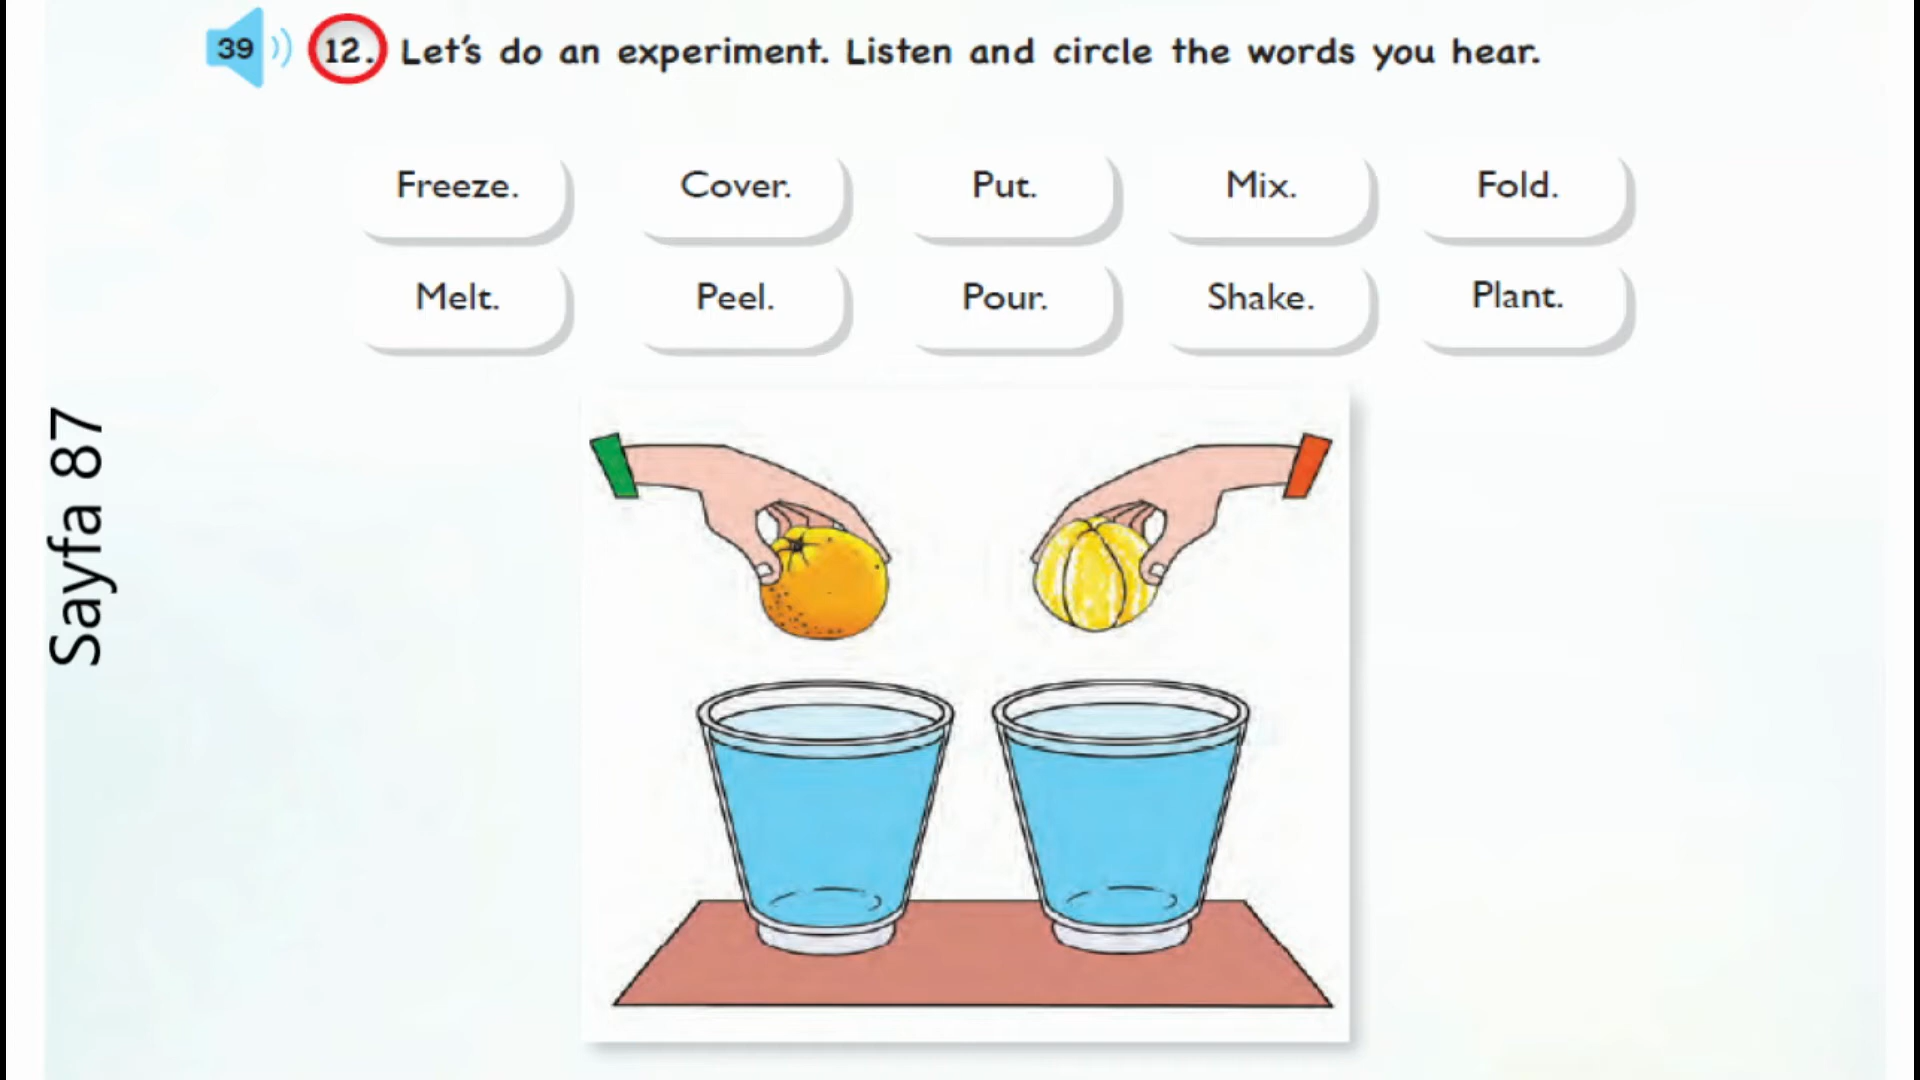 39 12. Let's do an experiment. Listen and circle the words you hear.
Freeze. Cover. Put. Mix. Fold.
Melt. Peel. Pour. Shake. Plant.
Sayfa 87